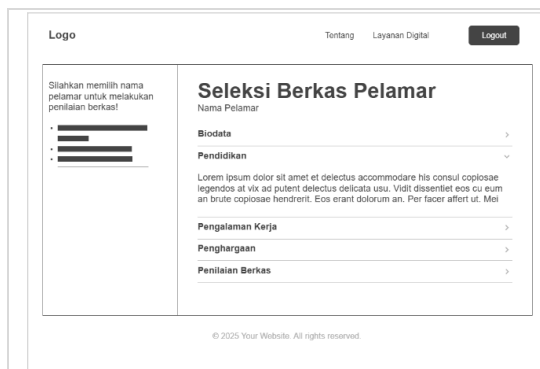 Logo
Tentang Layanan Digital Logout
Silahkan memilih nama
pelamar untuk melakukan
penilaian berkas!
Seleksi Berkas Pelamar
Nama Pelamar
Biodata
Pendidikan
Lorem ipsum dolor sit amet et delectus accommodare his consul copiosae
legendos at vix ad putent delectus delicata usu. Vidit dissentiet eos cu eum
an brute copiosae hendrerit. Eos erant dolorum an. Per facer affert ut. Mei
Pengalaman Kerja
Penghargaan
Penilaian Berkas
© 2025 Your Website. All rights reserved.